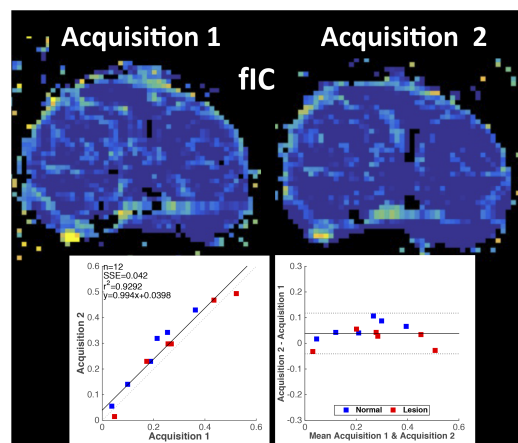 Acquisition 1
Acquisition 2
fIC
n=12
SSE=0.042
r²=0.9292
y=0.994x+0.0398
0.6
0.5
0.4
0.3
0.2
0.1
0
0
0.2
0.4
0.6
Acquisition 2
Acquisition 1
0.3
0.2
0.1
0
-0.1
-0.2
-0.3
0
0.2
0.4
0.6
Acquisition 2 - Acquisition 1
Normal
Lesion
Mean Acquisition 1 & Acquisition 2